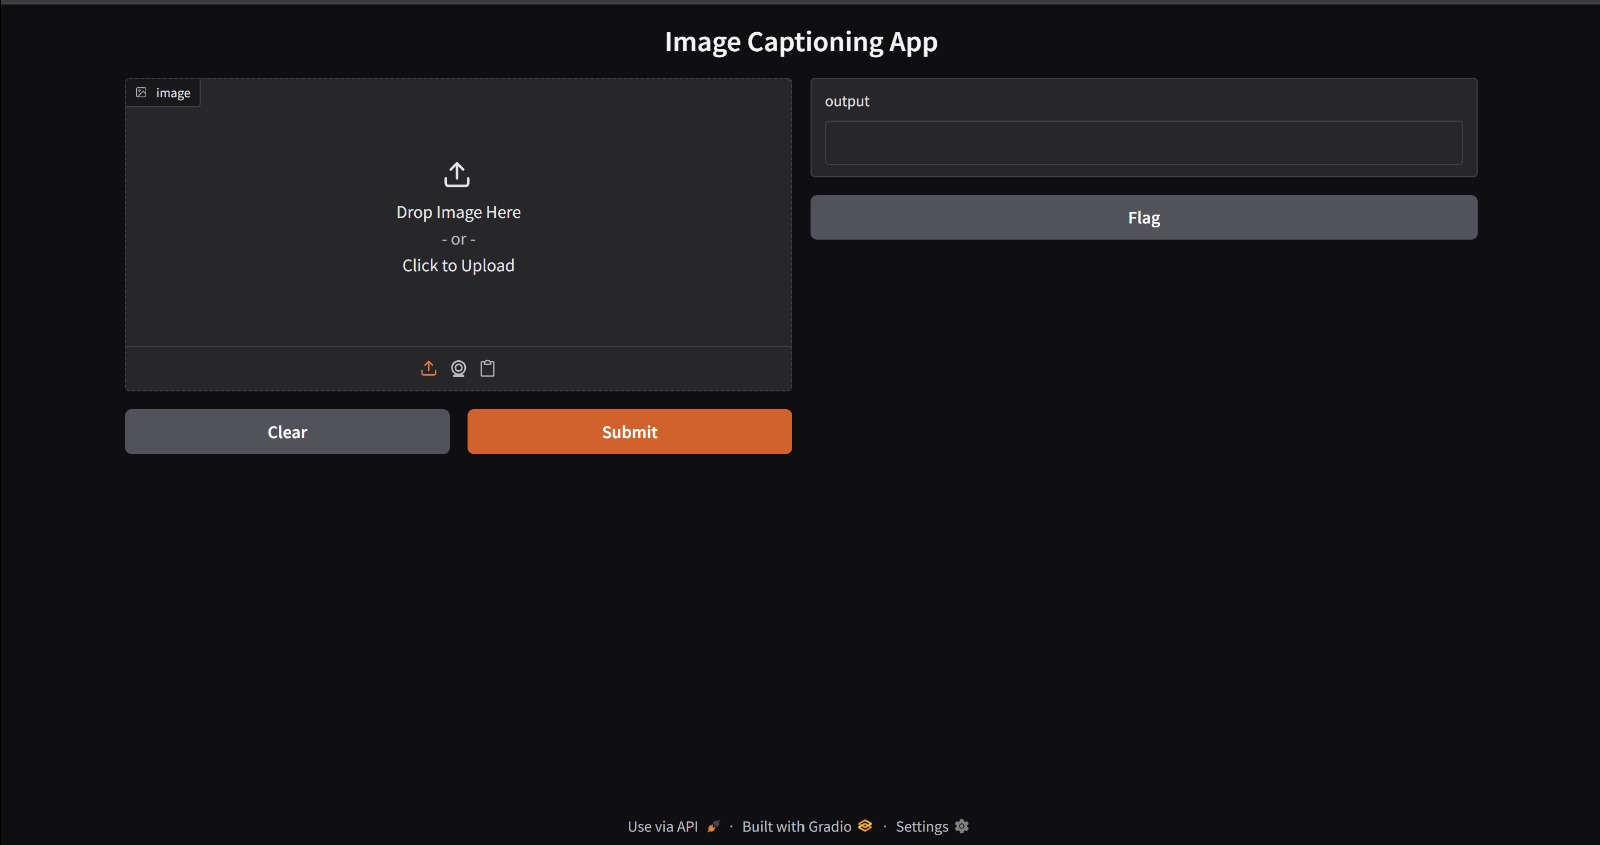 Image Captioning App
image
Drop Image Here
- or -
Click to Upload
Clear
Submit
output
Flag
Use via API · Built with Gradio · Settings